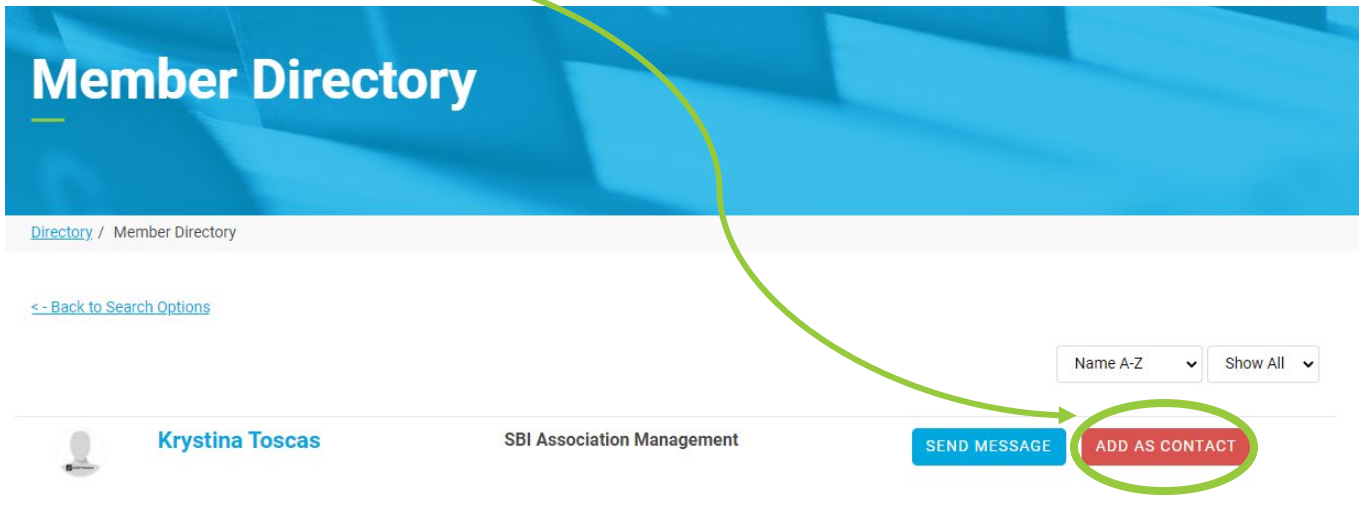 Member Directory
Directory / Member Directory
< - Back to Search Options
Name A-Z Show All
Krystina Toscas SBI Association Management SEND MESSAGE ADD AS CONTACT